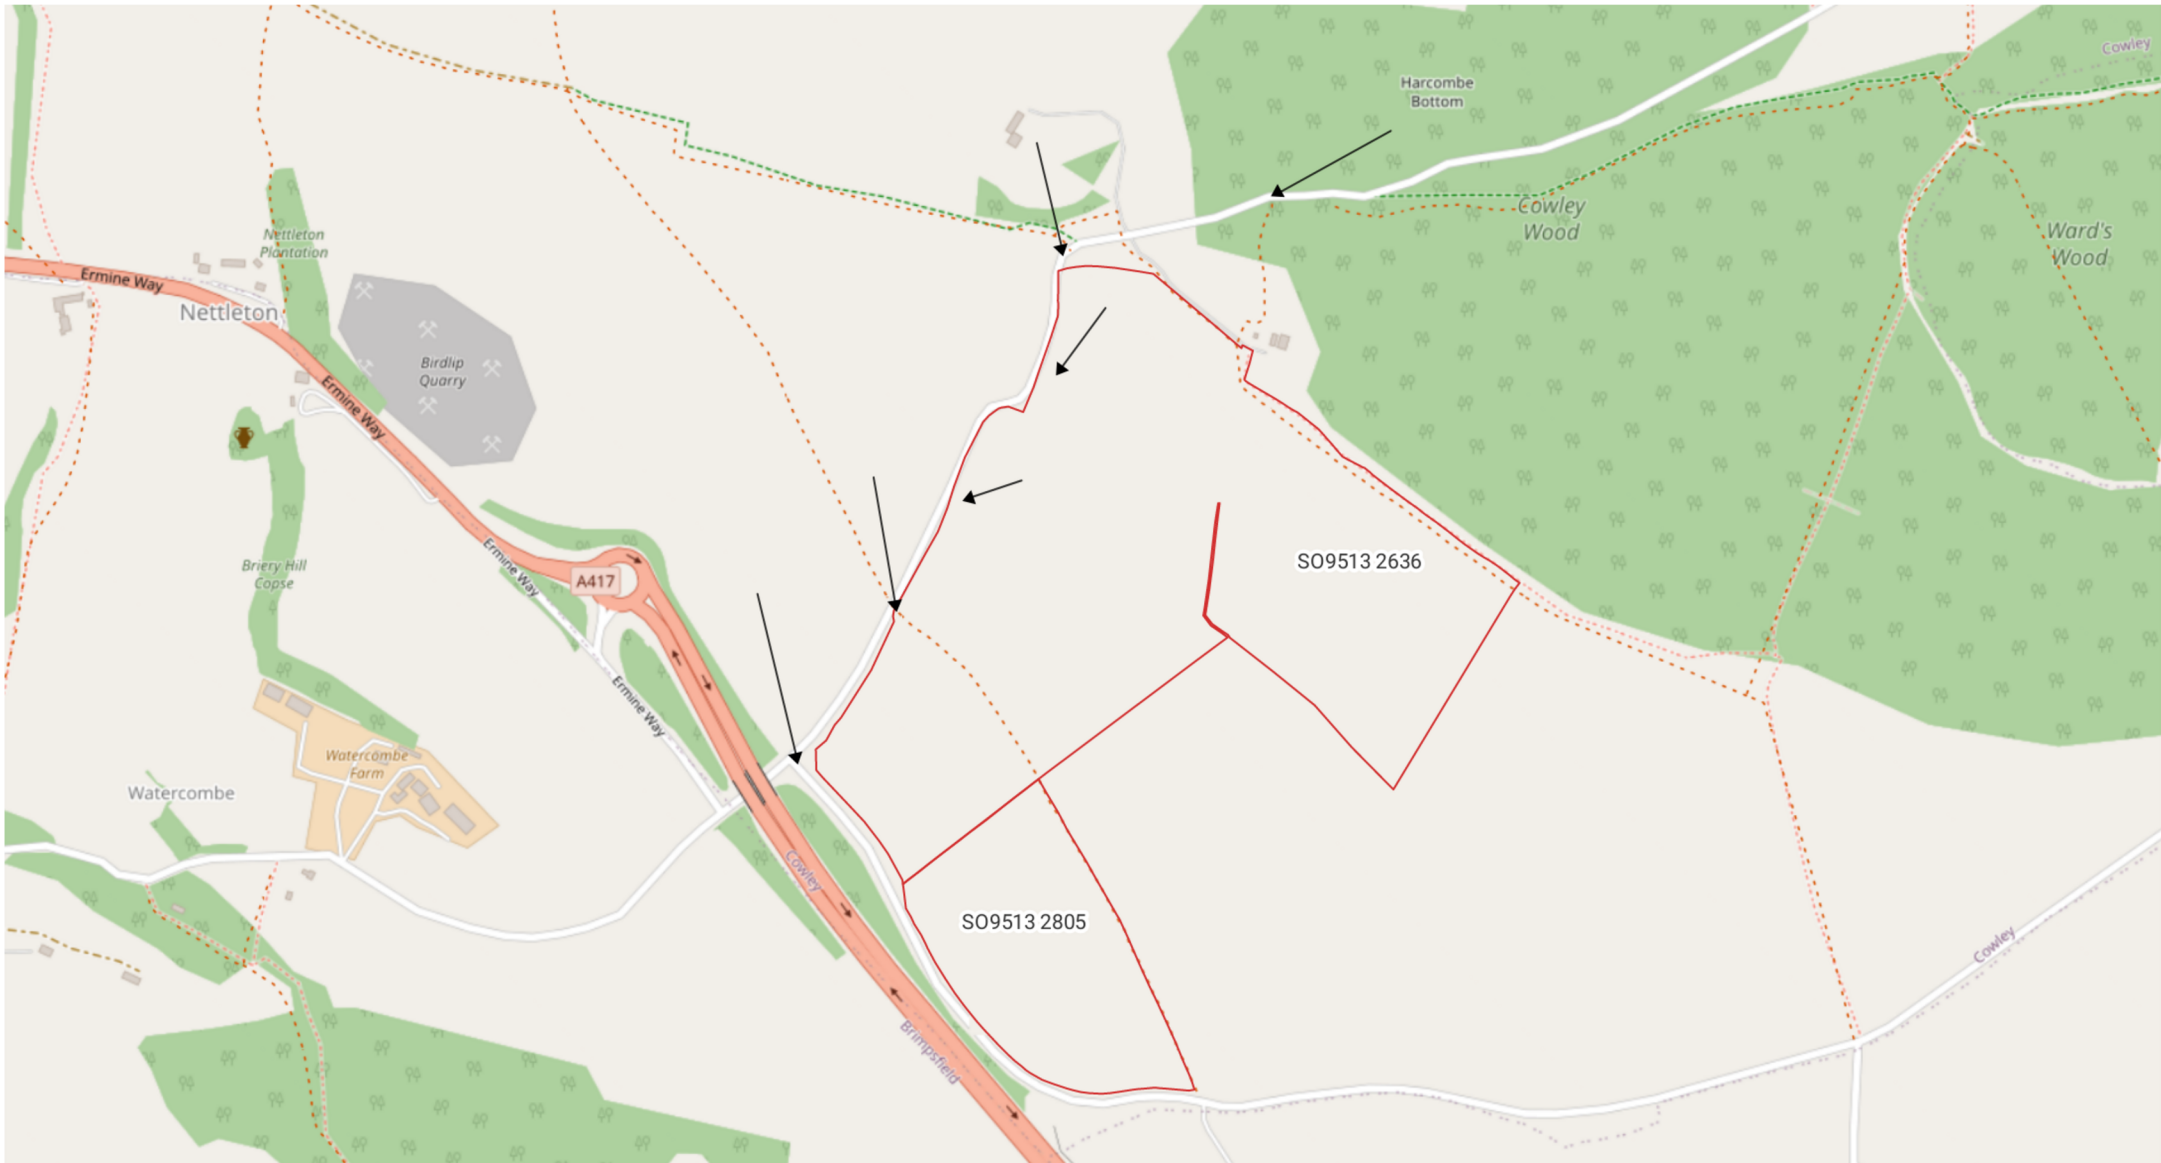 Cowley
Harcombe
Bottom
Cowley
Wood
Ward's
Wood
Nettleton
Plantation
Ermine Way
Nettleton
Birdlip
Quarry
Ermine Way
SO9513 2636
Ermine Way
A417
Briery Hill
Copse
Ermine Way
Watercombe
Farm
Watercombe
Cowley
SO9513 2805
Cowley
Brimpsfield